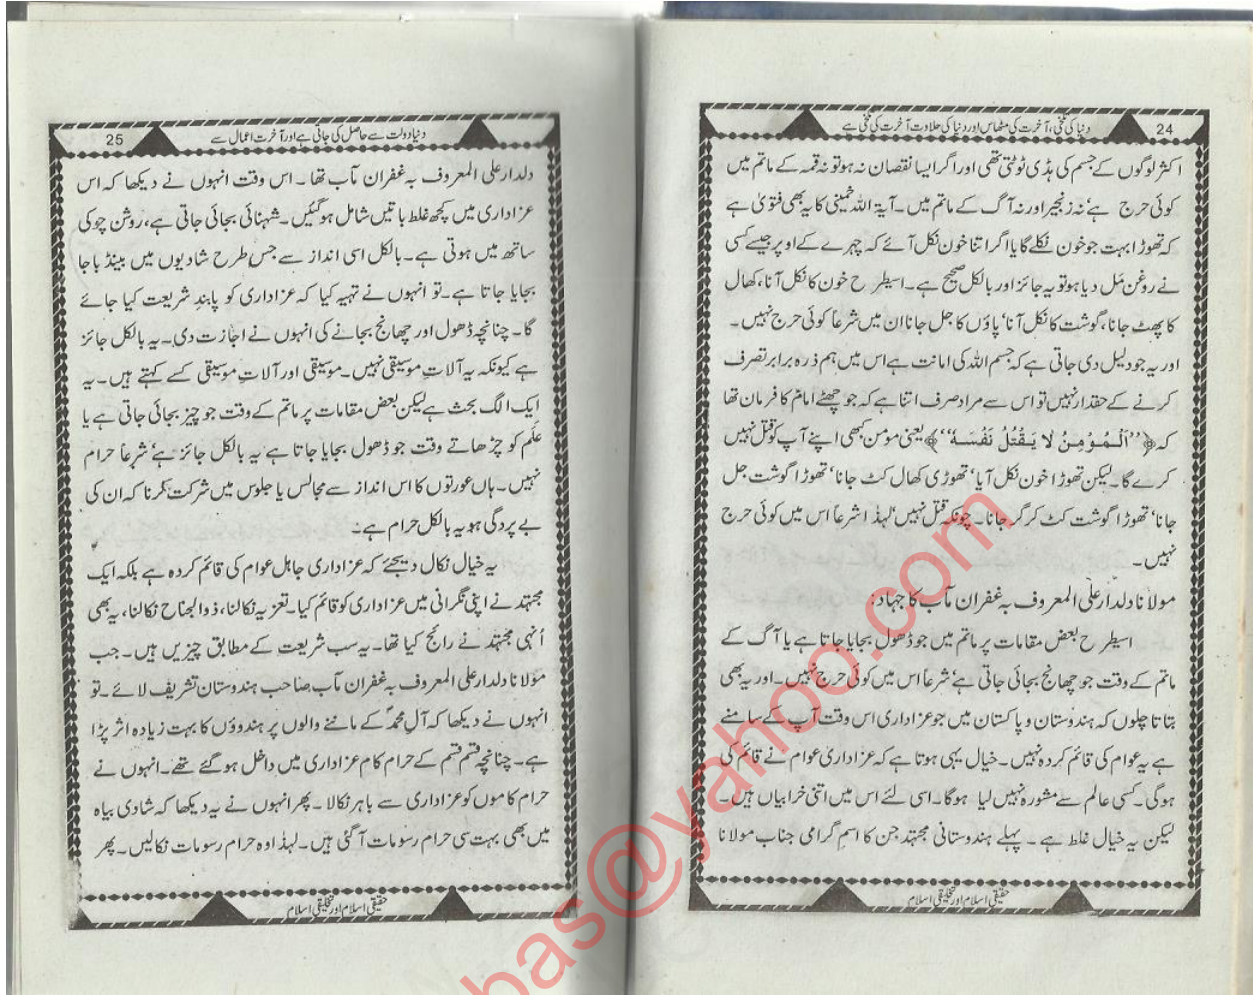 24
دنیا کی تلخی، آخرت کی مٹھاس اور دنیا کی حلاوت آخرت کی تلخی ہے
اکثر لوگوں کے جسم کی ہڈی ٹوٹتی تھی اور اگر ایسا نقصان نہ ہو تو نہ قمہ کے ماتم میں
کوئی حرج ہے‘ نہ زنجیر اور نہ آگ کے ماتم میں۔ آیۃ اللہ خمینی کا یہ بھی فتویٰ ہے
کہ تھوڑا بہت جو خون نکلے گا یا اگر اتنا خون نکل آئے کہ چہرے کے اوپر جیسے کسی
نے روغن مَل دیا ہو تو یہ جائز اور بالکل صحیح ہے۔ اسیطرح خون کا نکل آنا، کھال
کا پھٹ جانا، گوشت کا نکل آنا‘ پاؤں کا جل جانا ان میں شرعاً کوئی حرج نہیں۔
اور یہ جو دلیل دی جاتی ہے کہ جسم اللہ کی امانت ہے اس میں ہم ذرہ برابر تصرف
کرنے کے حقدار نہیں تو اس سے مراد صرف اتنا ہے کہ جو چھٹے امامؑ کا فرمان تھا
کہ ﴿’’اَلْمُؤمِنُ لا یَقْتُلُ نَفْسَہ‘‘﴾ یعنی مومن کبھی اپنے آپ کو قتل نہیں
کرے گا۔ لیکن تھوڑا خون نکل آیا‘ تھوڑی کھال کٹ جانا‘ تھوڑا گوشت جل
جانا‘ تھوڑا گوشت کٹ کر گر جانا۔ چونکہ قتل نہیں‘ لہٰذا شرعاً اس میں کوئی حرج
نہیں۔
مولانا دلدار علی المعروف بہ غفران مآب کا جہاد:
اسیطرح بعض مقامات پر ماتم میں جو ڈھول بجایا جاتا ہے یا آگ کے
ماتم کے وقت جو چھانج بجائی جاتی ہے‘ شرعاً اس میں کوئی حرج نہیں۔ اور یہ بھی
بتاتا چلوں کہ ہندوستان و پاکستان میں جو عزاداری اس وقت آپ کے سامنے
ہے یہ عوام کی قائم کردہ نہیں۔ خیال یہی ہوتا ہے کہ عزاداری عوام نے قائم کی
ہوگی۔ کسی عالم سے مشورہ نہیں لیا ہوگا۔ اسی لئے اس میں اتنی خرابیاں ہیں۔
لیکن یہ خیال غلط ہے۔ پہلے ہندوستانی مجتہد جن کا اسم گرامی جناب مولانا
حقیقی اسلام اور تخلیقی اسلام
دنیا دولت سے حاصل کی جاتی ہے اور آخرت اعمال سے
25
دلدار علی المعروف بہ غفران مآب تھا۔ اس وقت انہوں نے دیکھا کہ اس
عزاداری میں کچھ غلط باتیں شامل ہوگئیں۔ شہنائی بجائی جاتی ہے، روشن چوکی
ساتھ میں ہوتی ہے۔ بالکل اسی انداز سے جس طرح شادیوں میں بینڈ باجا
بجایا جاتا ہے۔ تو انہوں نے تہیہ کیا کہ عزاداری کو پابندِ شریعت کیا جائے
گا۔ چنانچہ ڈھول اور چھانج بجانے کی انہوں نے اجازت دی۔ یہ بالکل جائز
ہے کیونکہ یہ آلاتِ موسیقی نہیں۔ موسیقی اور آلاتِ موسیقی کسے کہتے ہیں۔ یہ
ایک الگ بحث ہے لیکن بعض مقامات پر ماتم کے وقت جو چیز بجائی جاتی ہے یا
عَلَم کو چڑھاتے وقت جو ڈھول بجایا جاتا ہے یہ بالکل جائز ہے‘ شرعاً حرام
نہیں۔ ہاں عورتوں کا اس انداز سے مجالس یا جلوس میں شرکت کرنا کہ ان کی
بے پردگی ہو یہ بالکل حرام ہے۔
یہ خیال نکال دیجئے کہ عزاداری جاہل عوام کی قائم کردہ ہے بلکہ ایک
مجتہد نے اپنی نگرانی میں عزاداری کو قائم کیا۔ تعزیہ نکالنا، ذوالجناح نکالنا، یہ بھی
اُنہی مجتہد نے رائج کیا تھا۔ یہ سب شریعت کے مطابق چیزیں ہیں۔ جب
مولانا دلدار علی المعروف بہ غفران مآب صاحب ہندوستان تشریف لائے۔ تو
انہوں نے دیکھا کہ آلِ محمدؐ کے ماننے والوں پر ہندوؤں کا بہت زیادہ اثر پڑا
ہے۔ چنانچہ قسم قسم کے حرام کام عزاداری میں داخل ہوگئے تھے۔ انہوں نے
حرام کاموں کو عزاداری سے باہر نکالا۔ پھر انہوں نے یہ دیکھا کہ شادی بیاہ
میں بھی بہت سی حرام رسومات آگئی ہیں۔ لہٰذا وہ حرام رسومات نکالیں۔ پھر
حقیقی اسلام اور تخلیقی اسلام
bas@yahoo.com